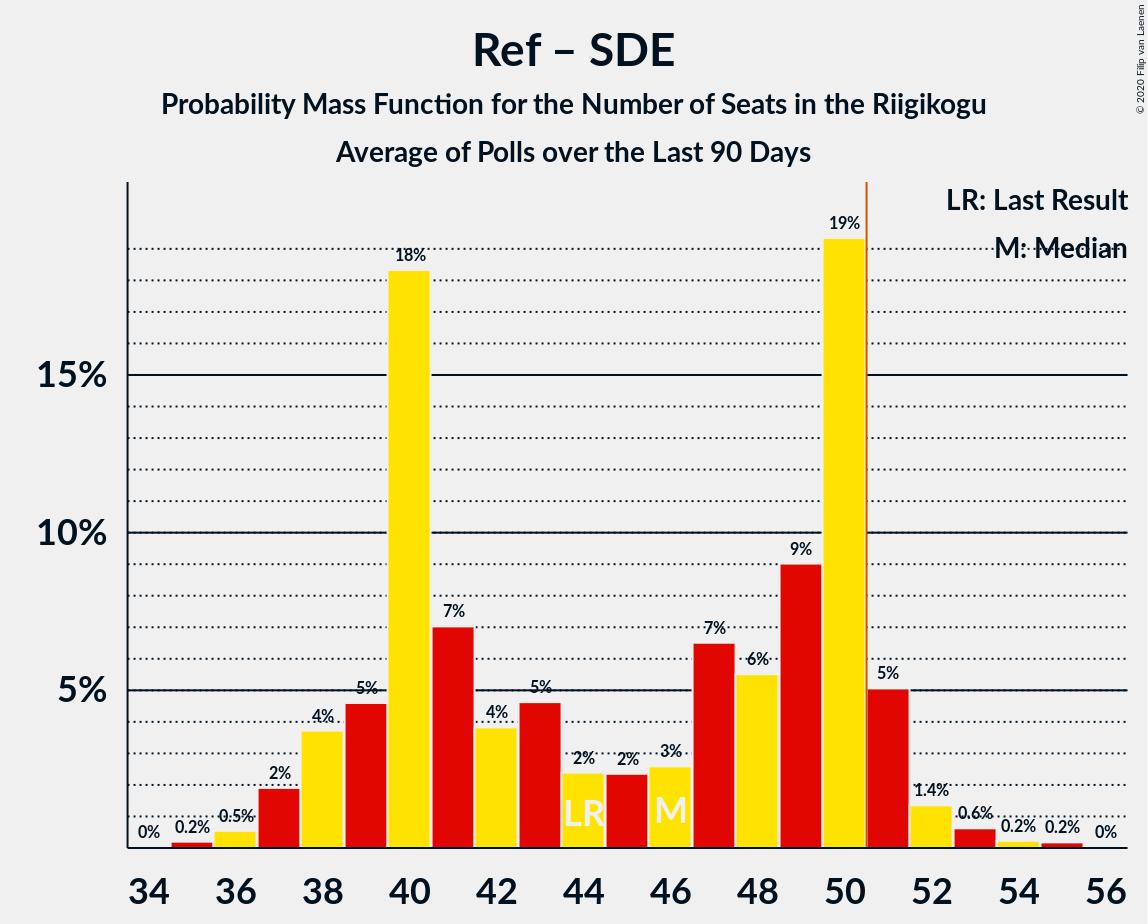 Ref – SDE
Probability Mass Function for the Number of Seats in the Riigikogu
Average of Polls over the Last 90 Days
© 2020 Filip van Laenen
LR: Last Result
M: Median
15%
10%
5%
0% 0.2% 0.5% 2% 4% 5% 18% 7% 4% 5% 2% 2% 3% 7% 6% 9% 19% 5% 1.4% 0.6% 0.2% 0.2% 0%
LR M
34 36 38 40 42 44 46 48 50 52 54 56